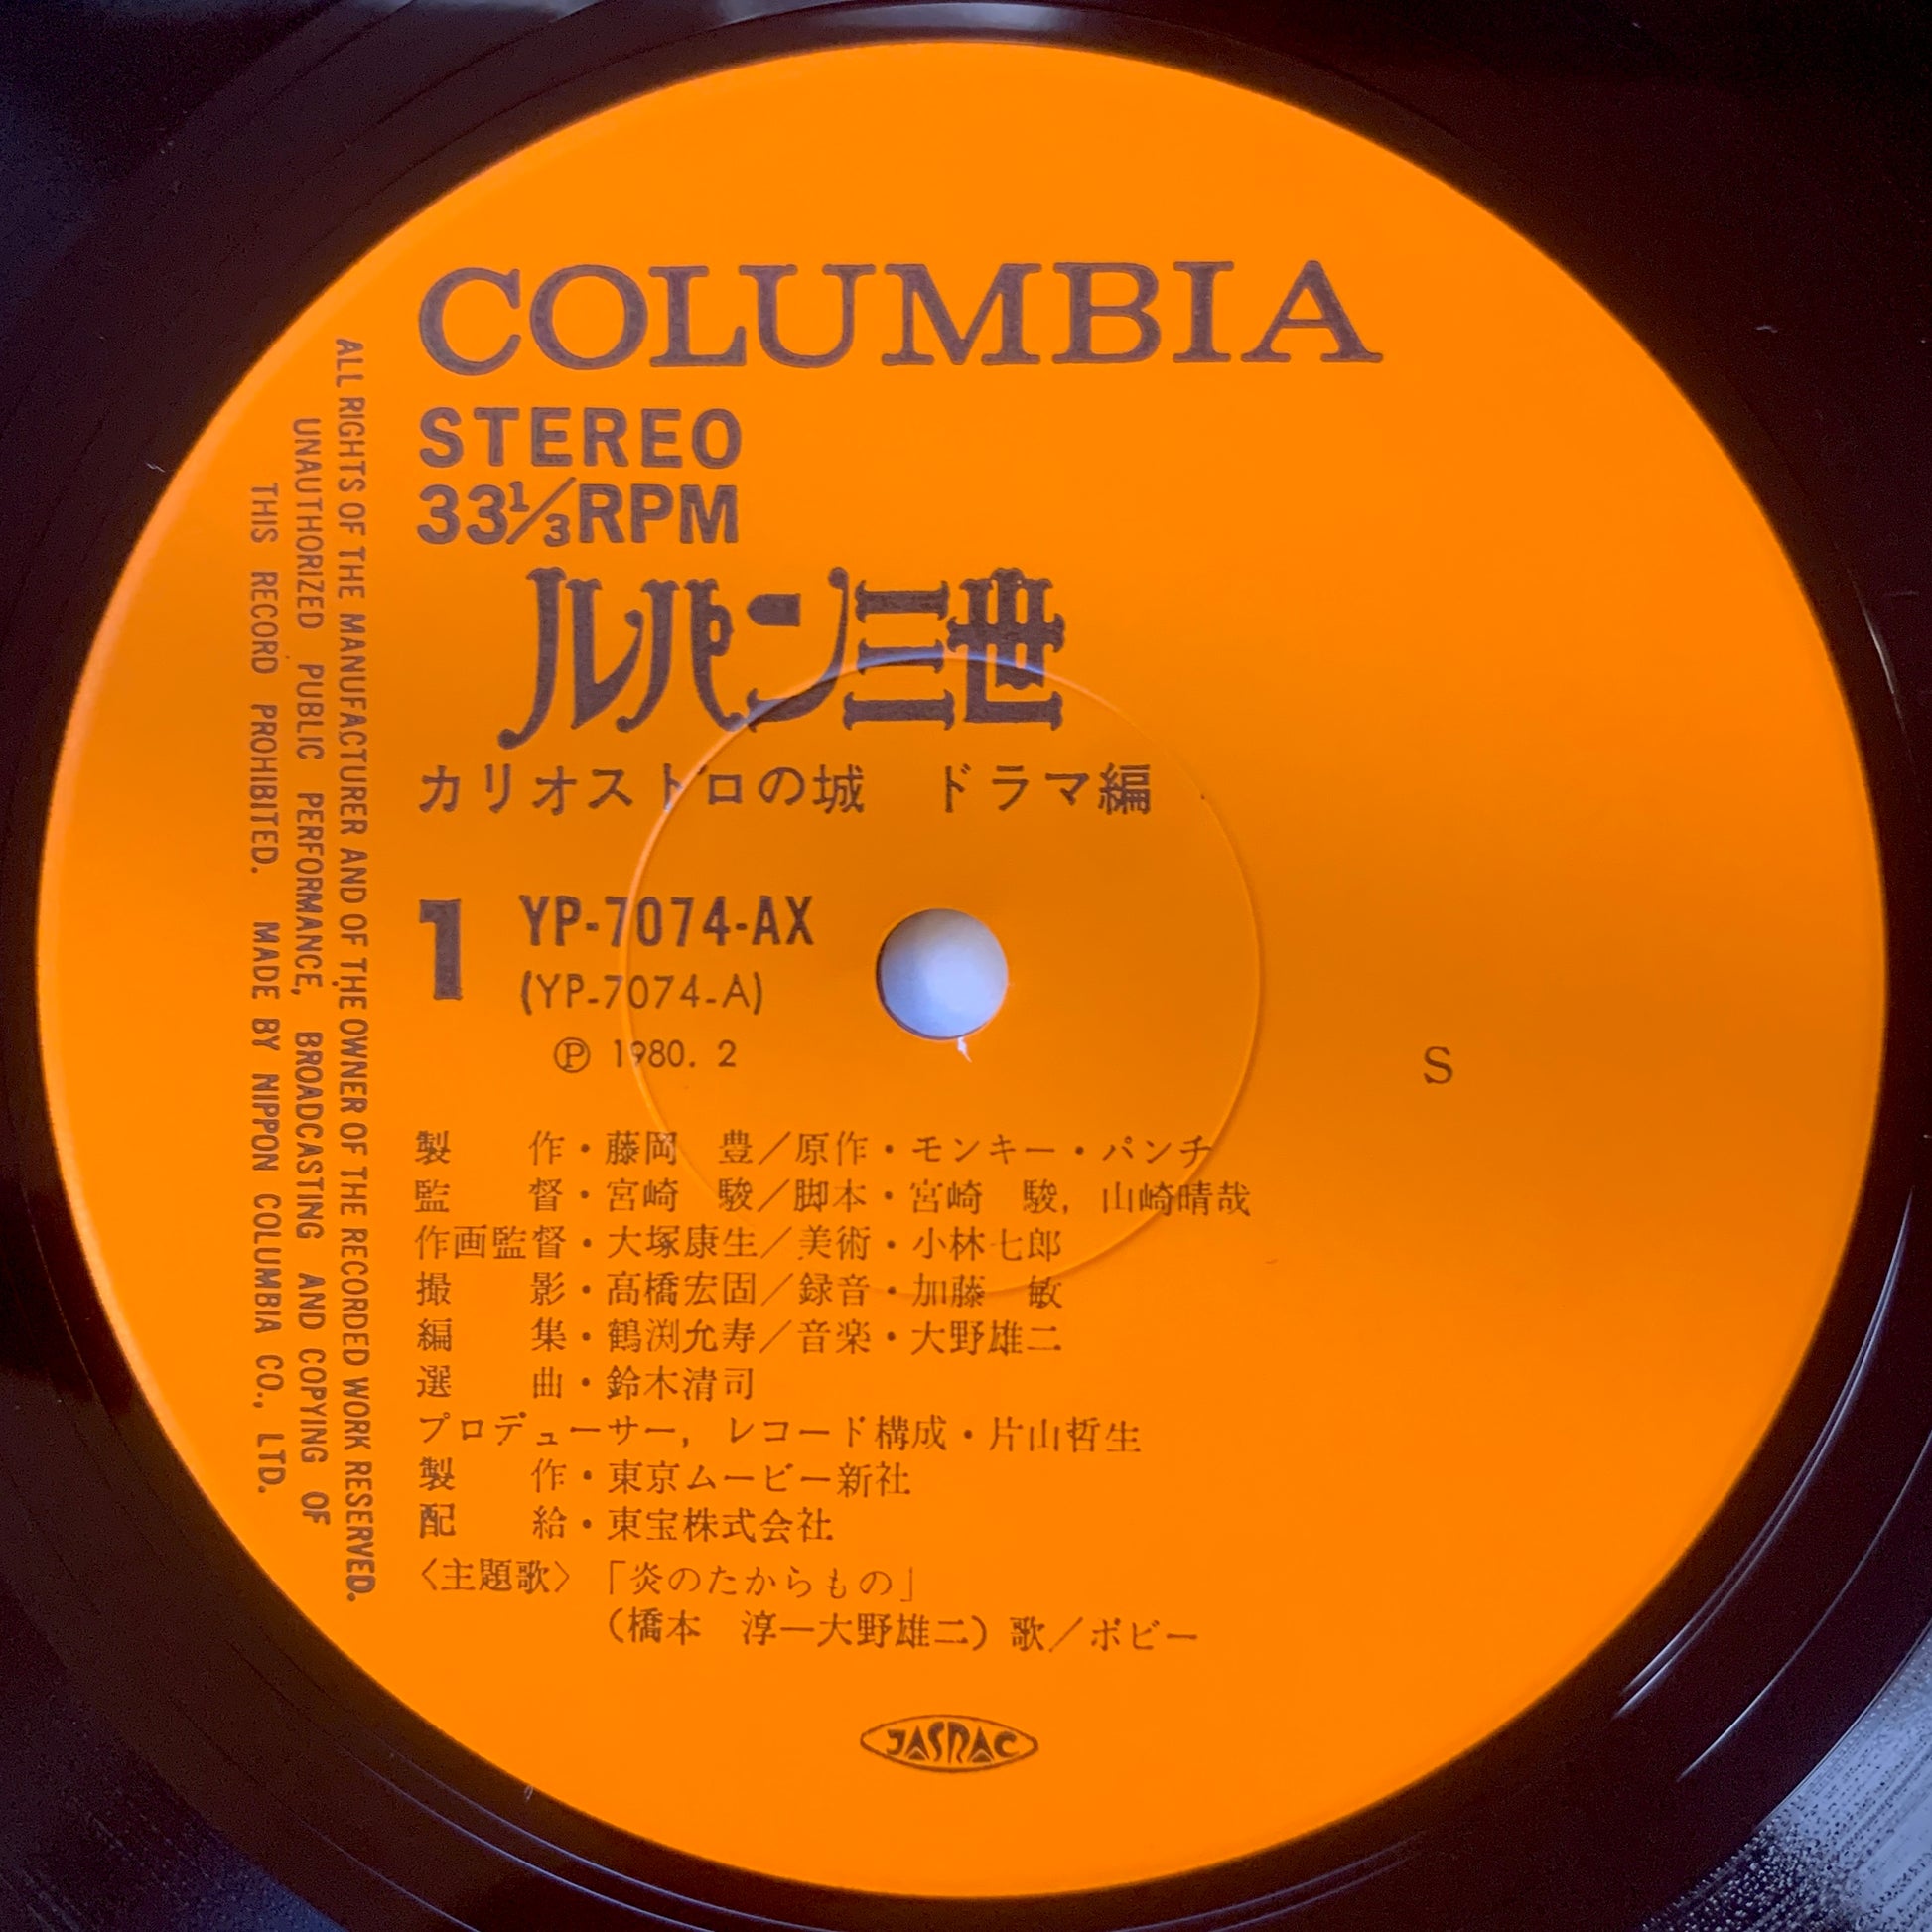 COLUMBIA
STEREO
33⅓RPM
ルパン三世
カリオストロの城　ドラマ編
1 YP-7074-AX
(YP-7074-A)
Ⓟ 1980. 2
S
製　　作・藤岡　豊／原作・モンキー・パンチ
監　　督・宮崎　駿／脚本・宮崎　駿，山崎晴哉
作画監督・大塚康生／美術・小林七郎
撮　　影・高橋宏固／録音・加藤　敏
編　　集・鶴渕允寿／音楽・大野雄二
選　　曲・鈴木清司
プロデューサー，レコード構成・片山哲生
製　　作・東京ムービー新社
配　　給・東宝株式会社
〈主題歌〉「炎のたからもの」
（橋本　淳―大野雄二）歌／ボビー
JASRAC
ALL RIGHTS OF THE MANUFACTURER AND OF THE OWNER OF THE RECORDED WORK RESERVED.
UNAUTHORIZED PUBLIC PERFORMANCE, BROADCASTING AND COPYING OF
THIS RECORD PROHIBITED. MADE BY NIPPON COLUMBIA CO., LTD.